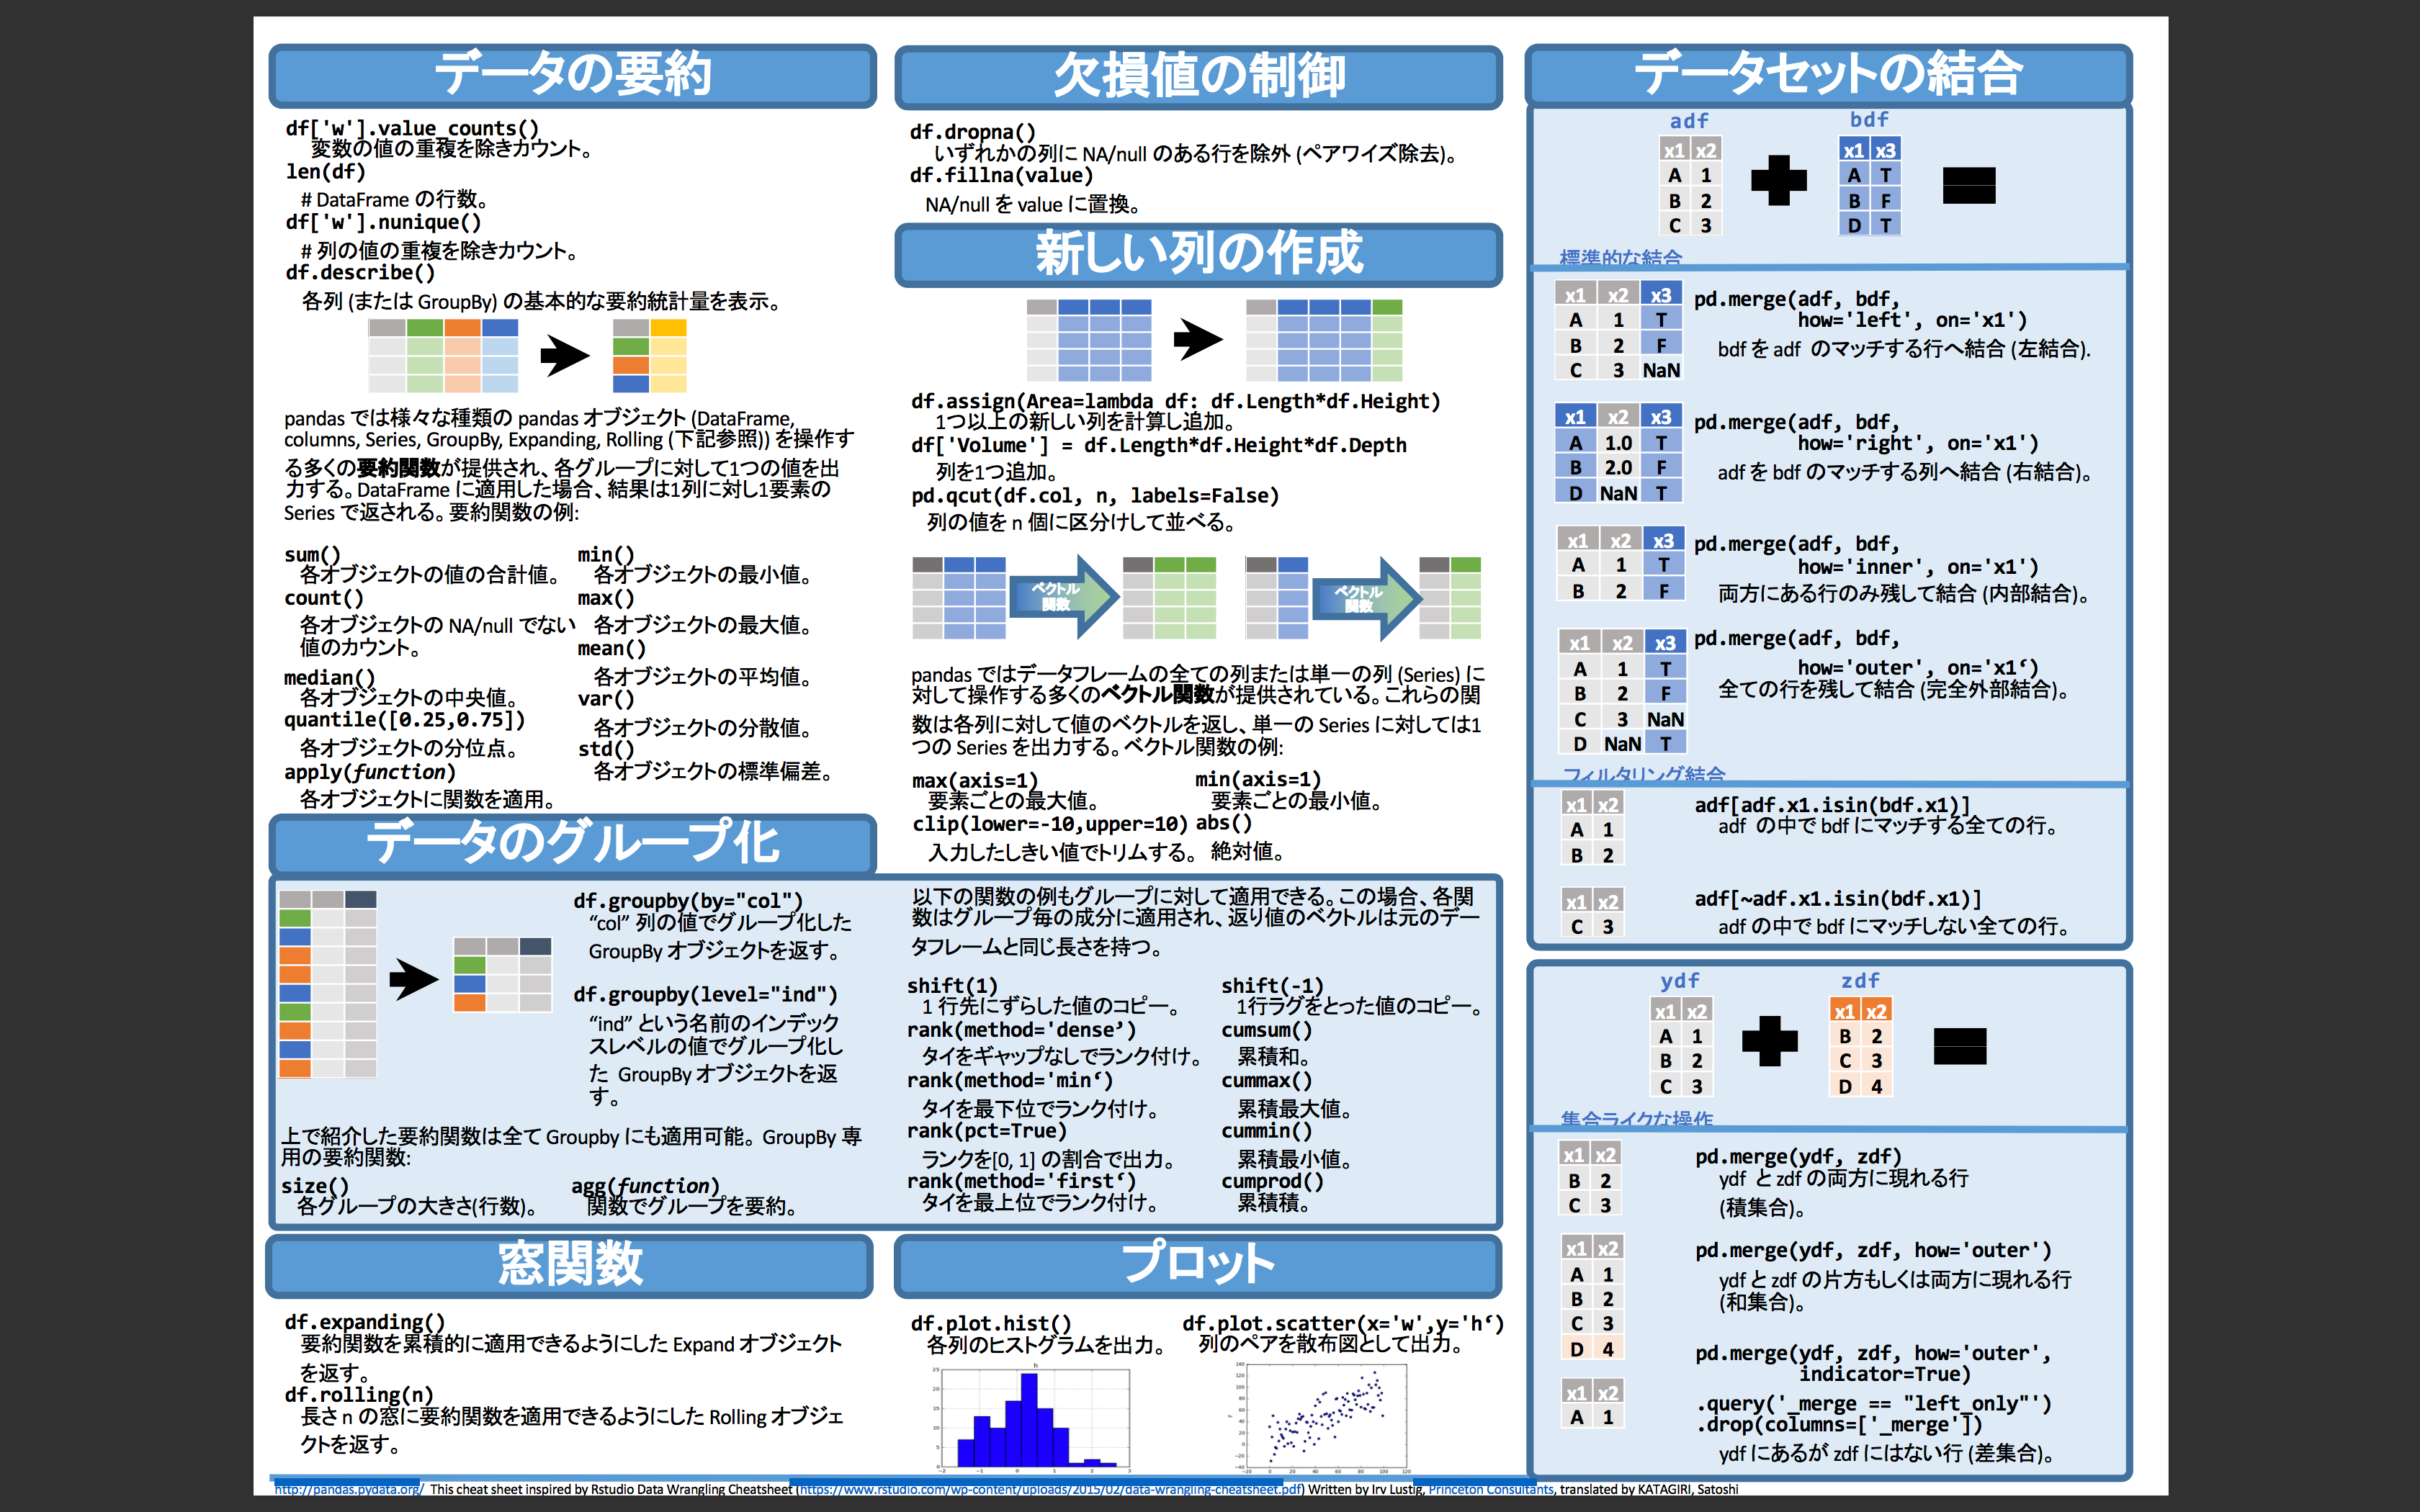 データの要約
df['w'].value_counts()
変数の値の重複を除きカウント。
len(df)
# DataFrame の行数。
df['w'].nunique()
# 列の値の重複を除きカウント。
df.describe()
各列 (または GroupBy) の基本的な要約統計量を表示。
pandas では様々な種類の pandas オブジェクト (DataFrame,
columns, Series, GroupBy, Expanding, Rolling (下記参照)) を操作す
る多くの要約関数が提供され、各グループに対して1つの値を出
力する。DataFrame に適用した場合、結果は1列に対し1要素の
Series で返される。要約関数の例:
sum()
各オブジェクトの値の合計値。
count()
各オブジェクトの NA/null でない
値のカウント。
median()
各オブジェクトの中央値。
quantile([0.25,0.75])
各オブジェクトの分位点。
apply(function)
各オブジェクトに関数を適用。
min()
各オブジェクトの最小値。
max()
各オブジェクトの最大値。
mean()
各オブジェクトの平均値。
var()
各オブジェクトの分散値。
std()
各オブジェクトの標準偏差。
データのグループ化
df.groupby(by="col")
“col” 列の値でグループ化した
GroupBy オブジェクトを返す。
df.groupby(level="ind")
“ind” という名前のインデック
スレベルの値でグループ化し
た GroupBy オブジェクトを返
す。
上で紹介した要約関数は全て Groupby にも適用可能。GroupBy 専
用の要約関数:
size()
各グループの大きさ(行数)。
agg(function)
関数でグループを要約。
以下の関数の例もグループに対して適用できる。この場合、各関
数はグループ毎の成分に適用され、返り値のベクトルは元のデー
タフレームと同じ長さを持つ。
shift(1)
1 行先にずらした値のコピー。
rank(method='dense’)
タイをギャップなしでランク付け。
rank(method='min‘)
タイを最下位でランク付け。
rank(pct=True)
ランクを[0, 1] の割合で出力。
rank(method='first‘)
タイを最上位でランク付け。
shift(-1)
1行ラグをとった値のコピー。
cumsum()
累積和。
cummax()
累積最大値。
cummin()
累積最小値。
cumprod()
累積積。
窓関数
df.expanding()
要約関数を累積的に適用できるようにした Expand オブジェクト
を返す。
df.rolling(n)
長さ n の窓に要約関数を適用できるようにした Rolling オブジェ
クトを返す。
欠損値の制御
df.dropna()
いずれかの列に NA/null のある行を除外 (ペアワイズ除去)。
df.fillna(value)
NA/null を value に置換。
新しい列の作成
df.assign(Area=lambda df: df.Length*df.Height)
1つ以上の新しい列を計算し追加。
df['Volume'] = df.Length*df.Height*df.Depth
列を1つ追加。
pd.qcut(df.col, n, labels=False)
列の値を n 個に区分けして並べる。
ベクトル
関数
ベクトル
関数
pandas ではデータフレームの全ての列または単一の列 (Series) に
対して操作する多くのベクトル関数が提供されている。これらの関
数は各列に対して値のベクトルを返し、単一の Series に対しては1
つの Series を出力する。ベクトル関数の例:
max(axis=1)
要素ごとの最大値。
clip(lower=-10,upper=10)
入力したしきい値でトリムする。
min(axis=1)
要素ごとの最小値。
abs()
絶対値。
プロット
df.plot.hist()
各列のヒストグラムを出力。
h
25
20
15
10
5
0
-2 -1 0 1 2 3
df.plot.scatter(x='w',y='h‘)
列のペアを散布図として出力。
140
120
100
80
60
40
20
0
-20
-40
-20 0 20 40 60 80 100 120
データセットの結合
adf
x1 x2
A 1
B 2
C 3
bdf
x1 x3
A T
B F
D T
標準的な結合
x1 x2 x3
A 1 T
B 2 F
C 3 NaN
pd.merge(adf, bdf,
how='left', on='x1')
bdf を adf のマッチする行へ結合 (左結合).
x1 x2 x3
A 1.0 T
B 2.0 F
D NaN T
pd.merge(adf, bdf,
how='right', on='x1')
adf を bdf のマッチする列へ結合 (右結合)。
x1 x2 x3
A 1 T
B 2 F
pd.merge(adf, bdf,
how='inner', on='x1')
両方にある行のみ残して結合 (内部結合)。
x1 x2 x3
A 1 T
B 2 F
C 3 NaN
D NaN T
pd.merge(adf, bdf,
how='outer', on='x1‘)
全ての行を残して結合 (完全外部結合)。
フィルタリング結合
x1 x2
A 1
B 2
adf[adf.x1.isin(bdf.x1)]
adf の中で bdf にマッチする全ての行。
x1 x2
C 3
adf[~adf.x1.isin(bdf.x1)]
adf の中で bdf にマッチしない全ての行。
ydf
x1 x2
A 1
B 2
C 3
zdf
x1 x2
B 2
C 3
D 4
集合ライクな操作
x1 x2
B 2
C 3
pd.merge(ydf, zdf)
ydf と zdf の両方に現れる行
(積集合)。
x1 x2
A 1
B 2
C 3
D 4
pd.merge(ydf, zdf, how='outer')
ydf と zdf の片方もしくは両方に現れる行
(和集合)。
x1 x2
A 1
pd.merge(ydf, zdf, how='outer',
indicator=True)
.query('_merge == "left_only"')
.drop(columns=['_merge'])
ydf にあるが zdf にはない行 (差集合)。
http://pandas.pydata.org/ This cheat sheet inspired by Rstudio Data Wrangling Cheatsheet (https://www.rstudio.com/wp-content/uploads/2015/02/data-wrangling-cheatsheet.pdf) Written by Irv Lustig, Princeton Consultants, translated by KATAGIRI, Satoshi